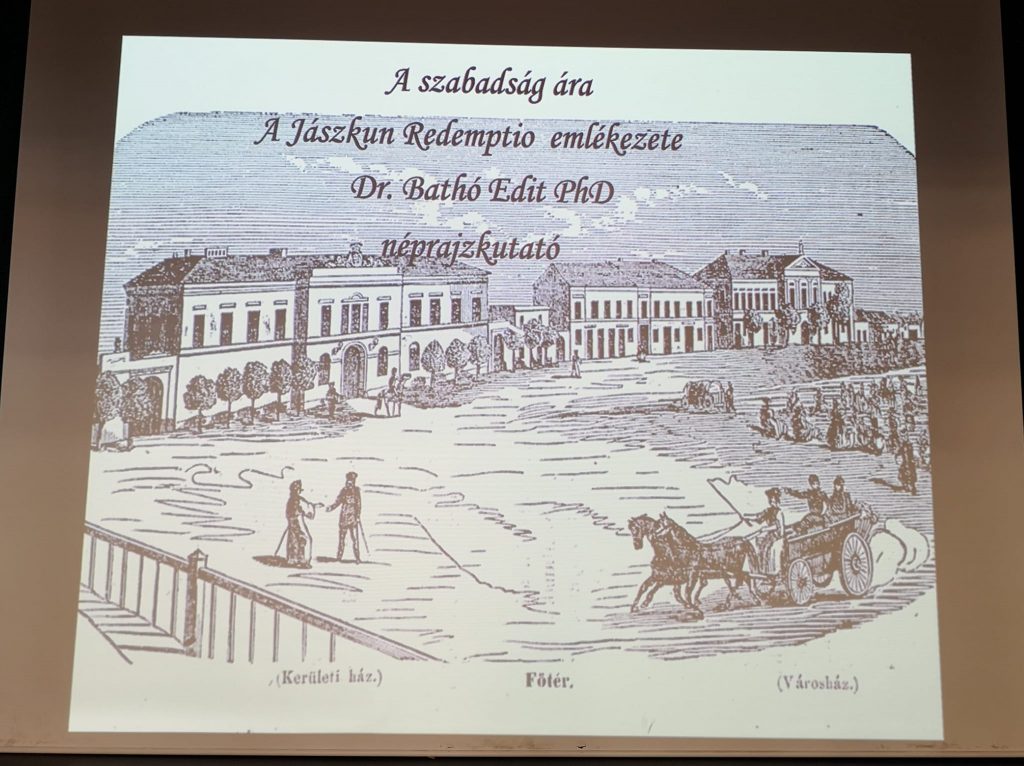 A szabadság ára
A Jászkun Redemptio emlékezete
Dr. Bathó Edit PhD
néprajzkutató
(Kerületi ház.)
Főtér.
(Városház.)